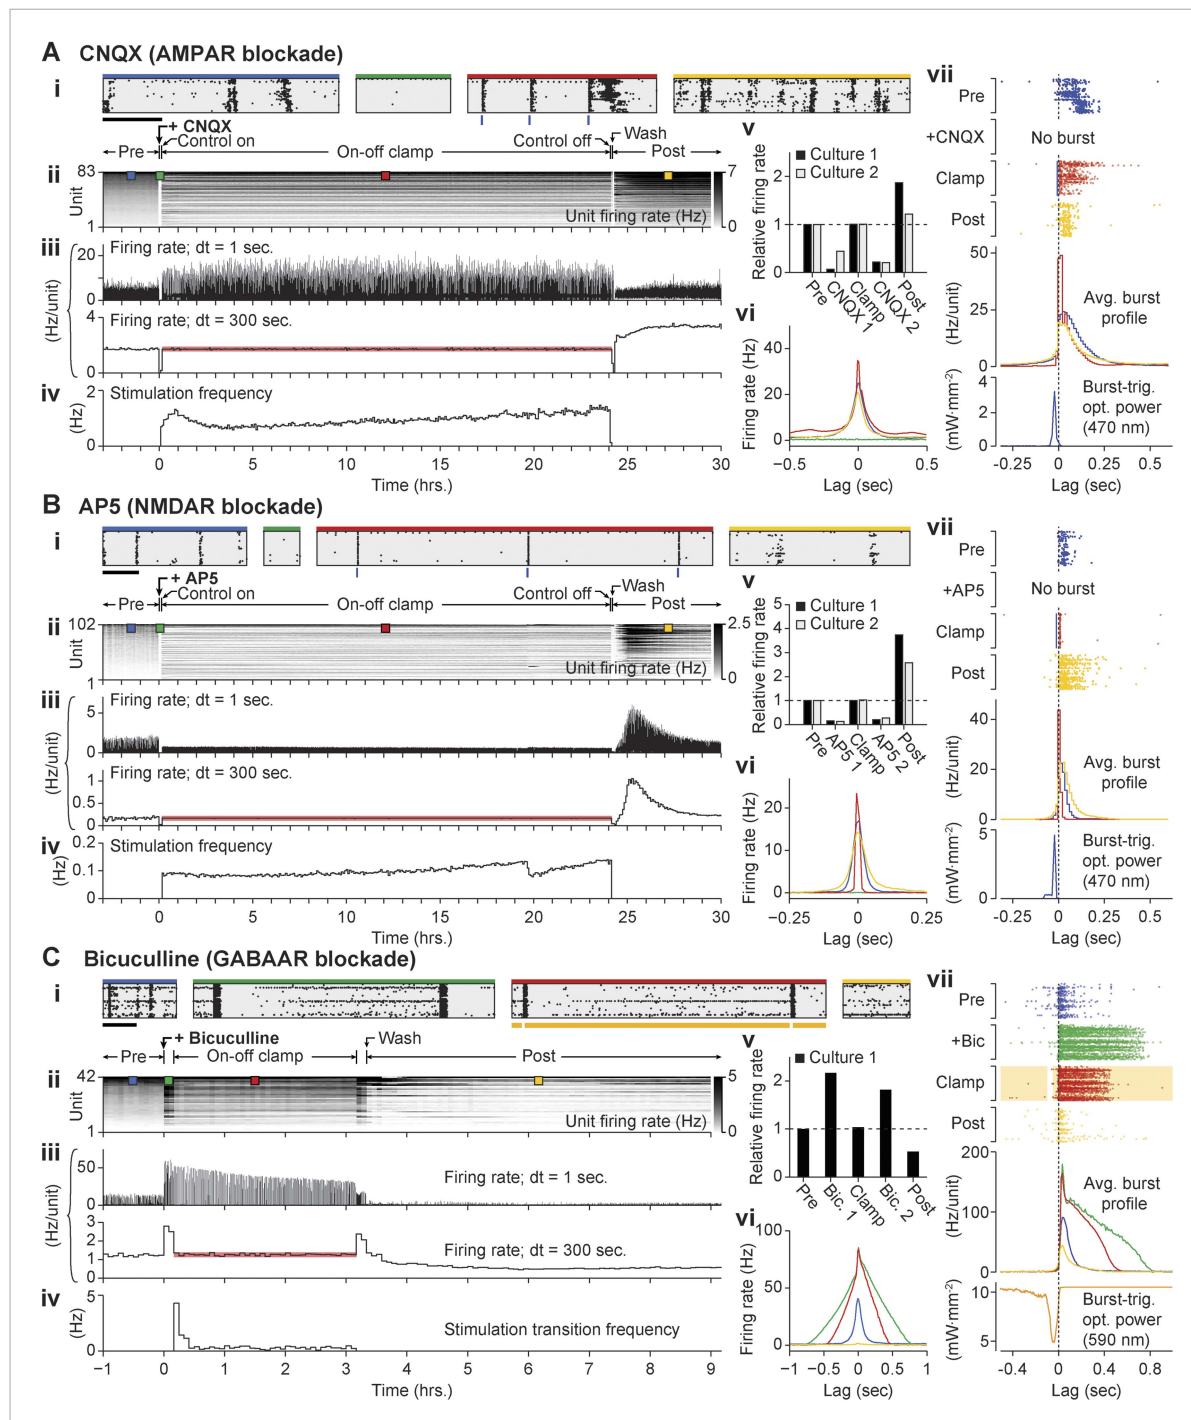 A CNQX (AMPAR blockade)
i
+ CNQX
Control on
Control off
Wash
Pre
On-off clamp
Post
ii
83
Unit
1
7
0
Unit firing rate (Hz)
iii
Firing rate; dt = 1 sec.
20
0
(Hz/unit)
Firing rate; dt = 300 sec.
4
0
iv
Stimulation frequency
2
(Hz)
0
0 5 10 15 20 25 30
Time (hrs.)
v
Culture 1
Culture 2
Relative firing rate
2
1
0
Pre
CNQX 1
Clamp
CNQX 2
Post
vi
Firing rate (Hz)
40
20
0
−0.5 0 0.5
Lag (sec)
vii
Pre
+CNQX No burst
Clamp
Post
50
25
0
(Hz/unit)
Avg. burst
profile
4
2
0
(mW·mm-2)
Burst-trig.
opt. power
(470 nm)
-0.25 0 0.25 0.5
Lag (sec)
B AP5 (NMDAR blockade)
i
+ AP5
Control on
Control off
Wash
Pre
On-off clamp
Post
ii
102
Unit
1
2.5
0
Unit firing rate (Hz)
iii
Firing rate; dt = 1 sec.
5
0
(Hz/unit)
Firing rate; dt = 300 sec.
1
0.5
0
iv
Stimulation frequency
0.2
0.1
0
(Hz)
0 5 10 15 20 25 30
Time (hrs.)
v
Culture 1
Culture 2
Relative firing rate
5
4
3
2
1
0
Pre
AP5 1
Clamp
AP5 2
Post
vi
Firing rate (Hz)
20
10
0
−0.25 0 0.25
Lag (sec)
vii
Pre
+AP5 No burst
Clamp
Post
40
20
0
(Hz/unit)
Avg. burst
profile
5
0
(mW·mm-2)
Burst-trig.
opt. power
(470 nm)
-0.25 0 0.25 0.5
Lag (sec)
C Bicuculline (GABAAR blockade)
i
+ Bicuculline
Wash
Pre
On-off clamp
Post
ii
42
Unit
1
5
0
Unit firing rate (Hz)
iii
50
0
Firing rate; dt = 1 sec.
(Hz/unit)
3
2
1
0
Firing rate; dt = 300 sec.
iv
5
0
(Hz)
Stimulation transition frequency
−1 0 1 2 3 4 5 6 7 8 9
Time (hrs.)
v
Culture 1
Relative firing rate
2
1
0
Pre
Bic. 1
Clamp
Bic. 2
Post
vi
Firing rate (Hz)
100
50
0
−1 −0.5 0 0.5 1
Lag (sec)
vii
Pre
+Bic
Clamp
Post
200
100
0
(Hz/unit)
Avg. burst
profile
10
5
(mW·mm-2)
Burst-trig.
opt. power
(590 nm)
-0.4 0 0.4 0.8
Lag (sec)